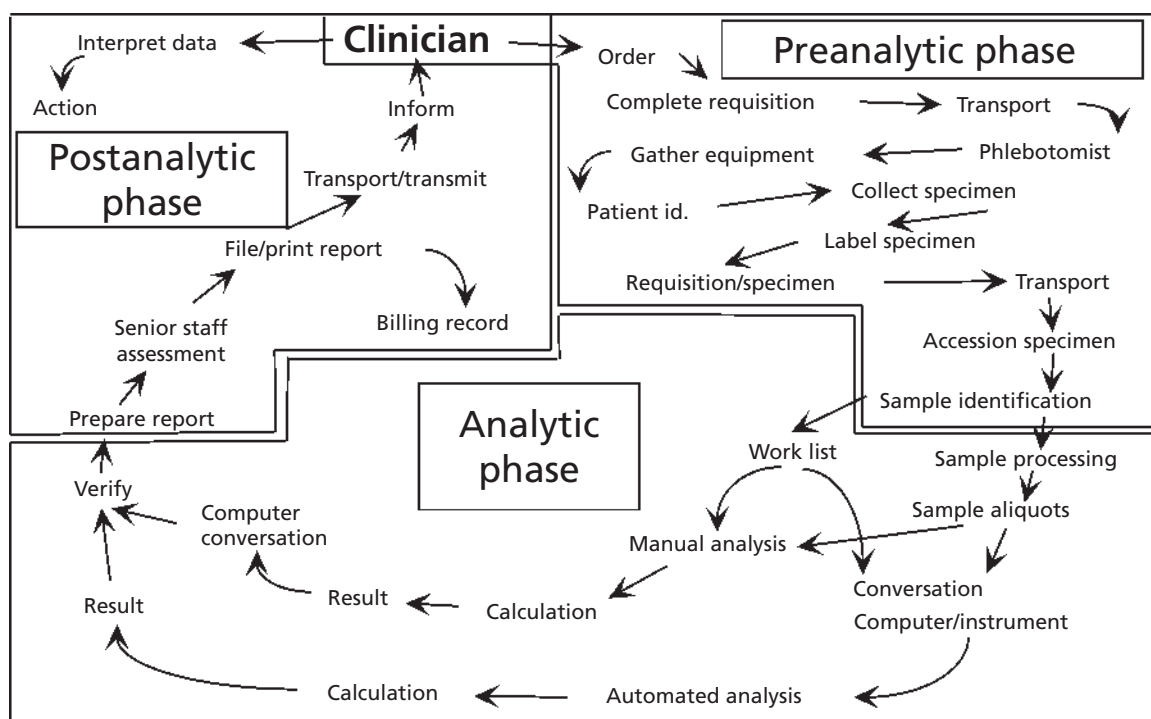 Clinician
Preanalytic phase
Order
Complete requisition
Transport
Phlebotomist
Gather equipment
Patient id.
Collect specimen
Label specimen
Requisition/specimen
Transport
Accession specimen
Sample identification
Analytic
phase
Work list
Sample processing
Sample aliquots
Manual analysis
Conversation
Computer/instrument
Automated analysis
Calculation
Result
Calculation
Result
Computer
conversation
Verify
Postanalytic
phase
Prepare report
Senior staff
assessment
File/print report
Billing record
Transport/transmit
Inform
Interpret data
Action